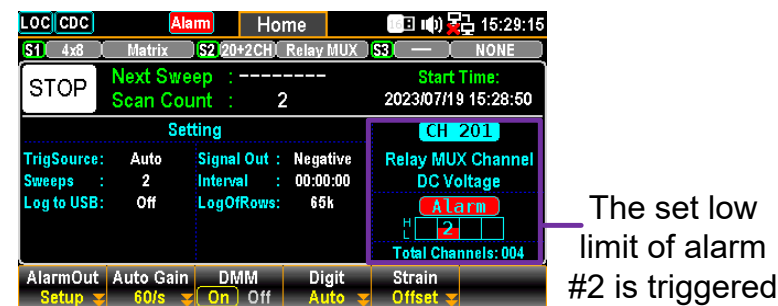 LOC CDC Alarm Home 15:29:15
S1 4x8 Matrix S2 20+2CH Relay MUX S3 — NONE
STOP
Next Sweep : --------
Scan Count : 2
Start Time:
2023/07/19 15:28:50
Setting
TrigSource: Auto Signal Out : Negative
Sweeps : 2 Interval : 00:00:00
Log to USB: Off LogOfRows: 65k
CH 201
Relay MUX Channel
DC Voltage
Alarm
H
L
2
Total Channels: 004
AlarmOut Auto Gain DMM Digit Strain
Setup 60/s On Off Auto Offset
The set low
limit of alarm
#2 is triggered